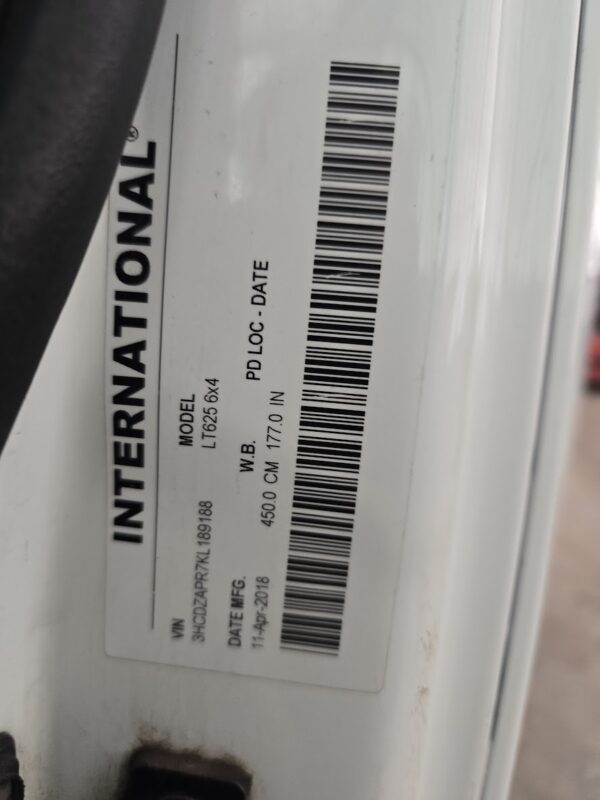 INTERNATIONAL®
VIN MODEL
3HCDZAPR7KL189188 LT625 6x4
DATE MFG. W.B. PD LOC - DATE
11-Apr-2018 450.0 CM 177.0 IN